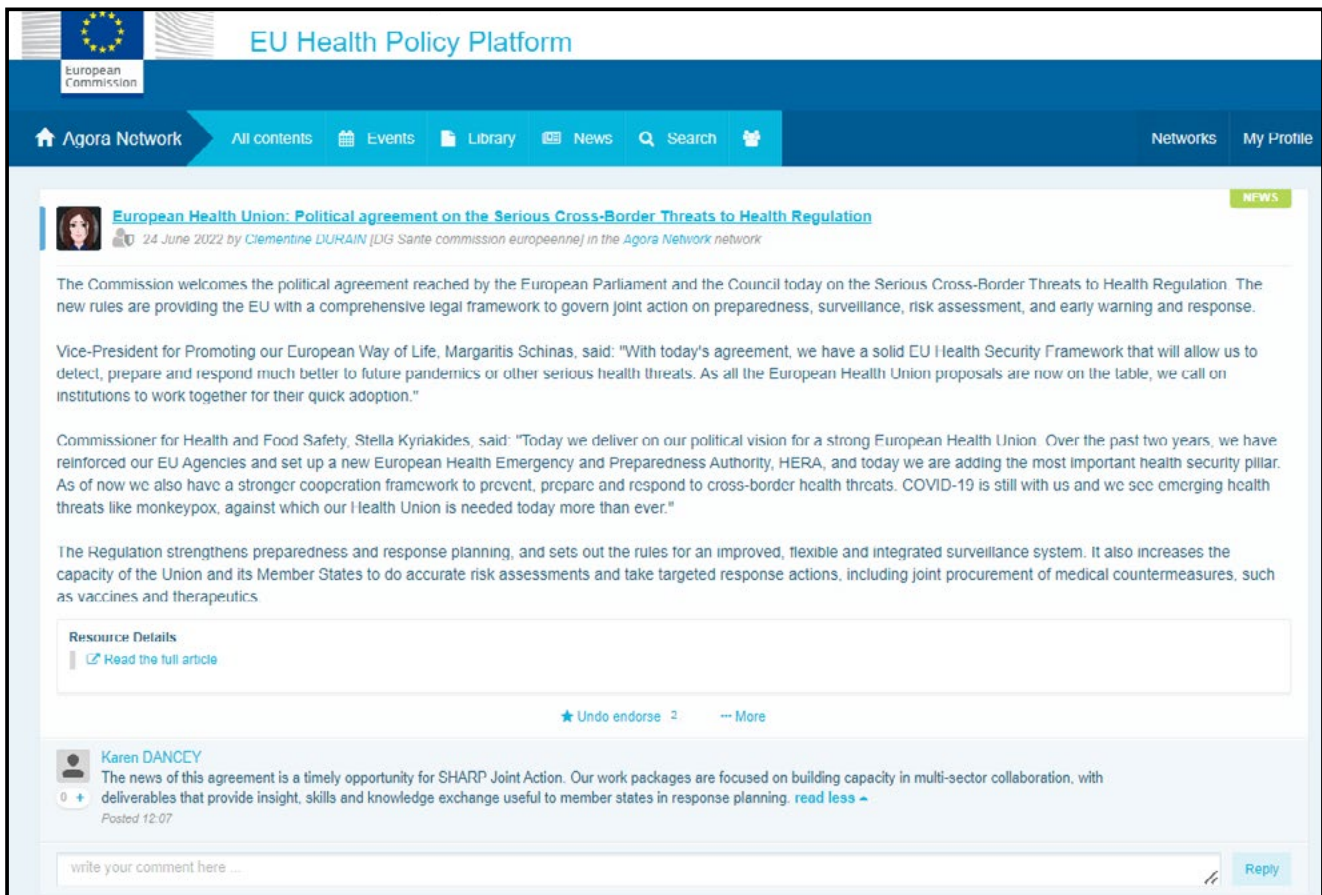 EU Health Policy Platform
European
Commission
Agora Network
All contents
Events
Library
News
Search
Networks
My Profile
NEWS
European Health Union: Political agreement on the Serious Cross-Border Threats to Health Regulation
24 June 2022 by Clementine DURAIN [DG Sante commission europeenne] in the Agora Network network
The Commission welcomes the political agreement reached by the European Parliament and the Council today on the Serious Cross-Border Threats to Health Regulation. The
new rules are providing the EU with a comprehensive legal framework to govern joint action on preparedness, surveillance, risk assessment, and early warning and response.
Vice-President for Promoting our European Way of Life, Margaritis Schinas, said: "With today's agreement, we have a solid EU Health Security Framework that will allow us to
detect, prepare and respond much better to future pandemics or other serious health threats. As all the European Health Union proposals are now on the table, we call on
institutions to work together for their quick adoption."
Commissioner for Health and Food Safety, Stella Kyriakides, said: "Today we deliver on our political vision for a strong European Health Union. Over the past two years, we have
reinforced our EU Agencies and set up a new European Health Emergency and Preparedness Authority, HERA, and today we are adding the most important health security pillar.
As of now we also have a stronger cooperation framework to prevent, prepare and respond to cross-border health threats. COVID-19 is still with us and we see emerging health
threats like monkeypox, against which our Health Union is needed today more than ever."
The Regulation strengthens preparedness and response planning, and sets out the rules for an improved, flexible and integrated surveillance system. It also increases the
capacity of the Union and its Member States to do accurate risk assessments and take targeted response actions, including joint procurement of medical countermeasures, such
as vaccines and therapeutics.
Resource Details
Read the full article
Undo endorse 2 ··· More
Karen DANCEY
The news of this agreement is a timely opportunity for SHARP Joint Action. Our work packages are focused on building capacity in multi-sector collaboration, with
0 + deliverables that provide insight, skills and knowledge exchange useful to member states in response planning. read less
Posted 12:07
write your comment here ...
Reply